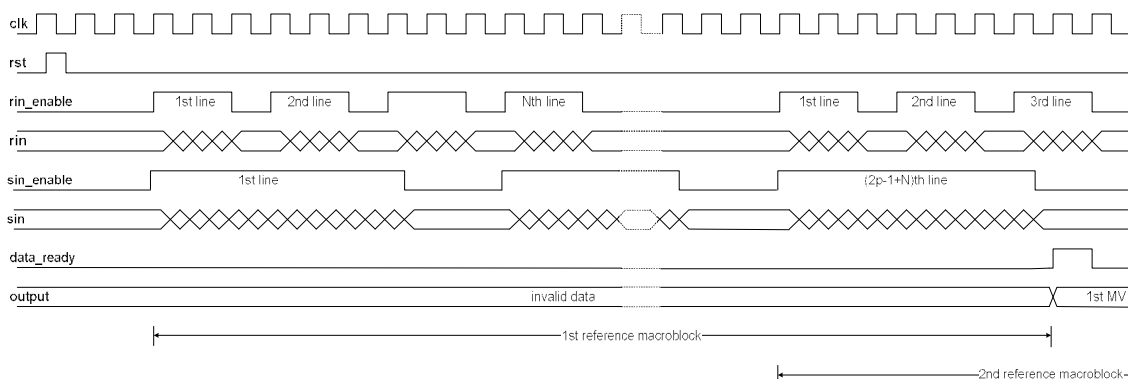 clk
rst
rin_enable 1st line 2nd line Nth line 1st line 2nd line 3rd line
rin
sin_enable 1st line (2p-1+N)th line
sin
data_ready
output invalid data 1st MV
1st reference macroblock
2nd reference macroblock